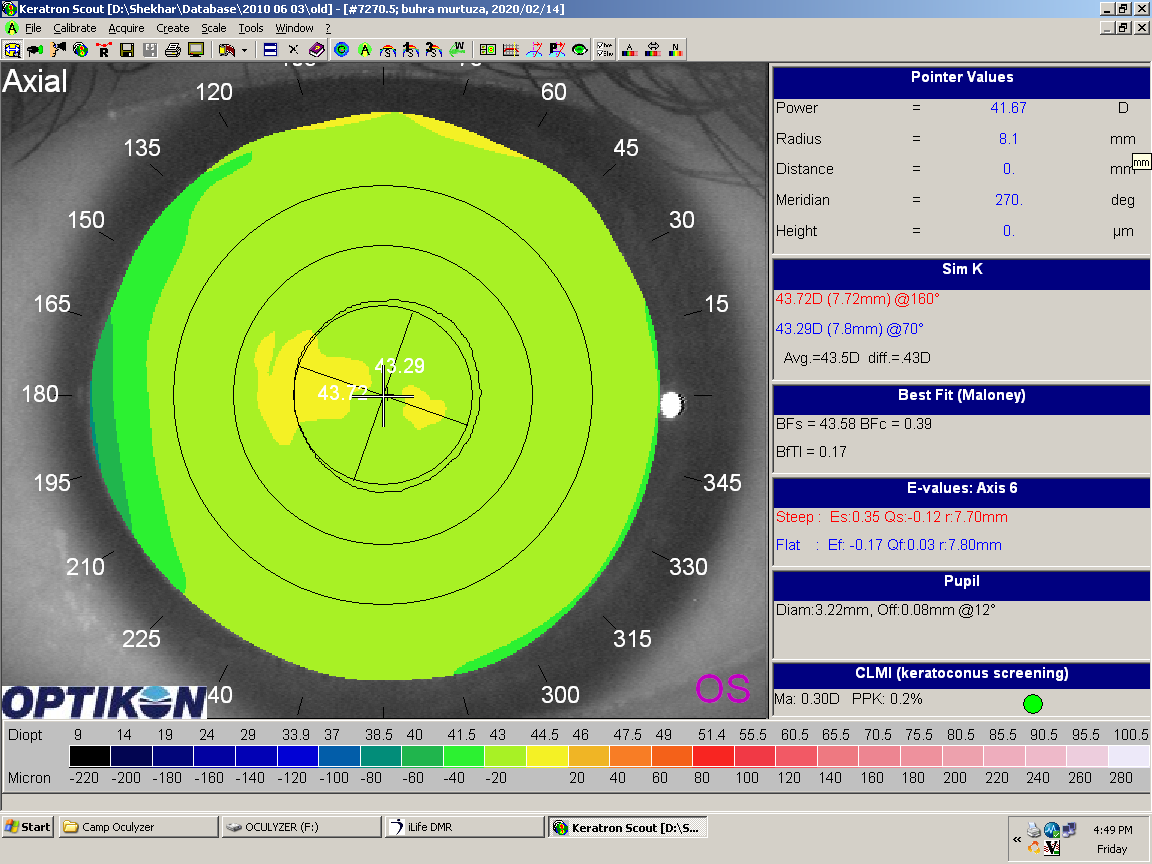 Keratron Scout [D:\Shekhar\Database\2010 06 03\old] - [#7270.5; buhra murtuza, 2020/02/14]
File Calibrate Acquire Create Scale Tools Window ?
Axial
120
60
135
45
150
30
165
15
180
195
345
210
330
225
315
40
300
43.29
43.72
OS
OPTIKON
Pointer Values
Power = 41.67 D
Radius = 8.1 mm
mm
Distance = 0. mm
Meridian = 270. deg
Height = 0. µm
Sim K
43.72D (7.72mm) @160°
43.29D (7.8mm) @70°
Avg.=43.5D diff.=.43D
Best Fit (Maloney)
BFs = 43.58 BFc = 0.39
BfTI = 0.17
E-values: Axis 6
Steep : Es:0.35 Qs:-0.12 r:7.70mm
Flat : Ef: -0.17 Qf:0.03 r:7.80mm
Pupil
Diam:3.22mm, Off:0.08mm @12°
CLMI (keratoconus screening)
Ma: 0.30D PPK: 0.2%
Diopt 9 14 19 24 29 33.9 37 38.5 40 41.5 43 44.5 46 47.5 49 51.4 55.5 60.5 65.5 70.5 75.5 80.5 85.5 90.5 95.5 100.5
Micron -220 -200 -180 -160 -140 -120 -100 -80 -60 -40 -20 20 40 60 80 100 120 140 160 180 200 220 240 260 280
Start Camp Oculyzer OCULYZER (F:) iLife DMR Keratron Scout [D:\S... « 4:49 PM
Friday